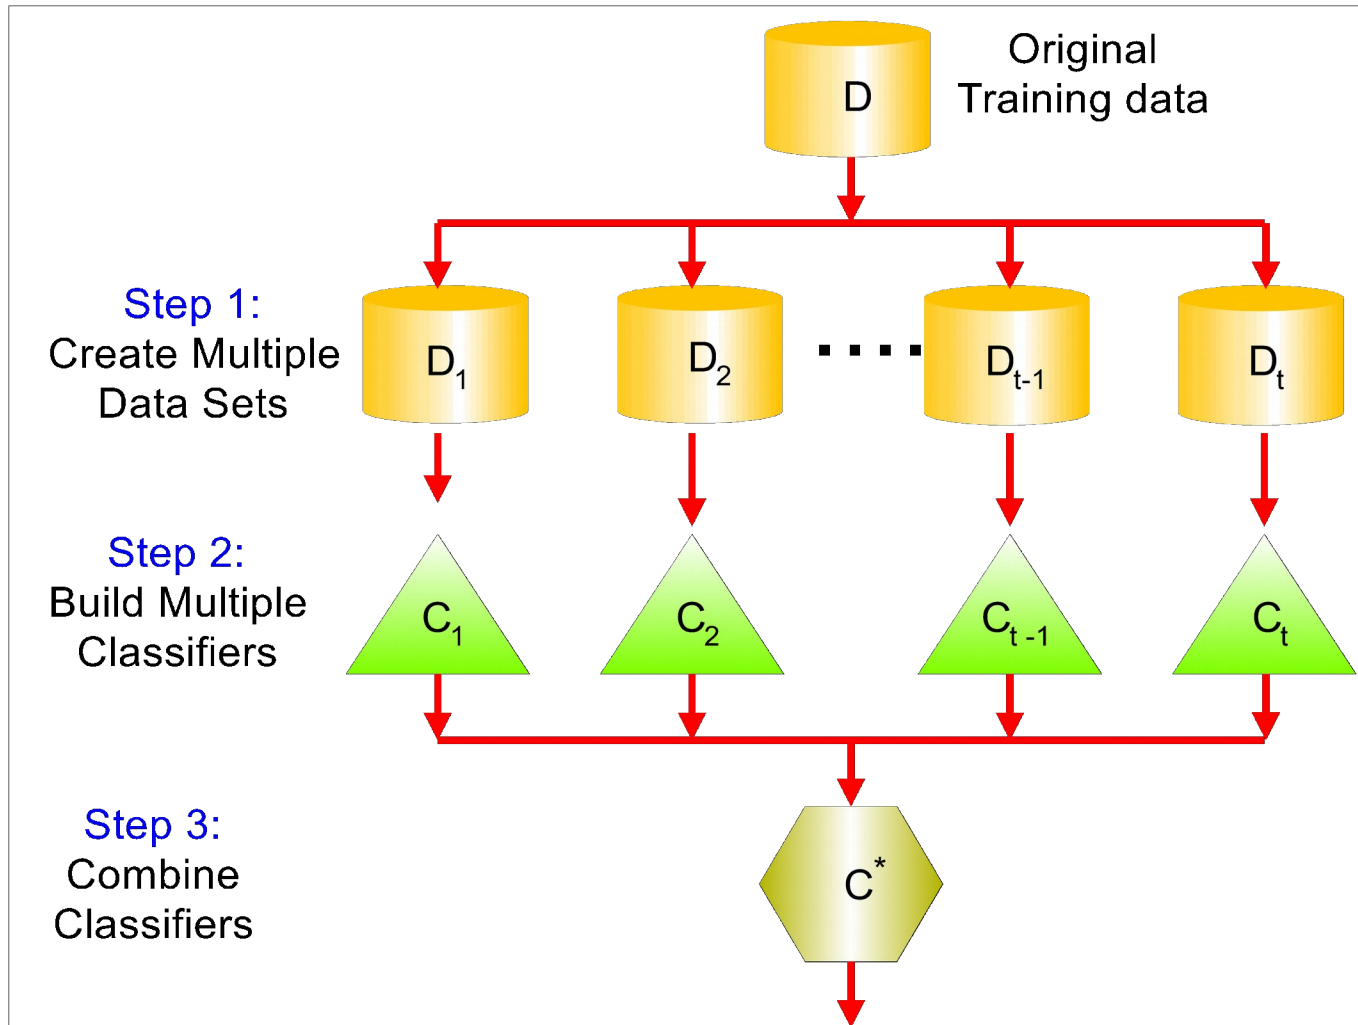 D
Original
Training data
Step 1:
Create Multiple
Data Sets
D1
D2
....
Dt-1
Dt
Step 2:
Build Multiple
Classifiers
C1
C2
Ct -1
Ct
Step 3:
Combine
Classifiers
C*